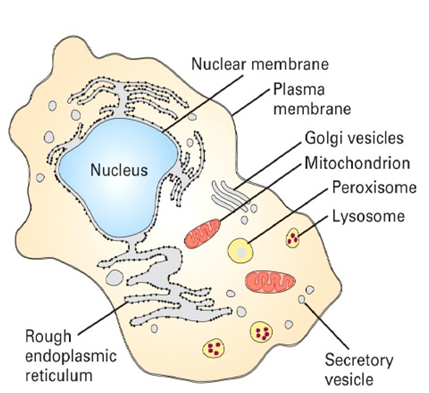 Nuclear membrane
Plasma
membrane
Golgi vesicles
Mitochondrion
Peroxisome
Lysosome
Nucleus
Rough
endoplasmic
reticulum
Secretory
vesicle